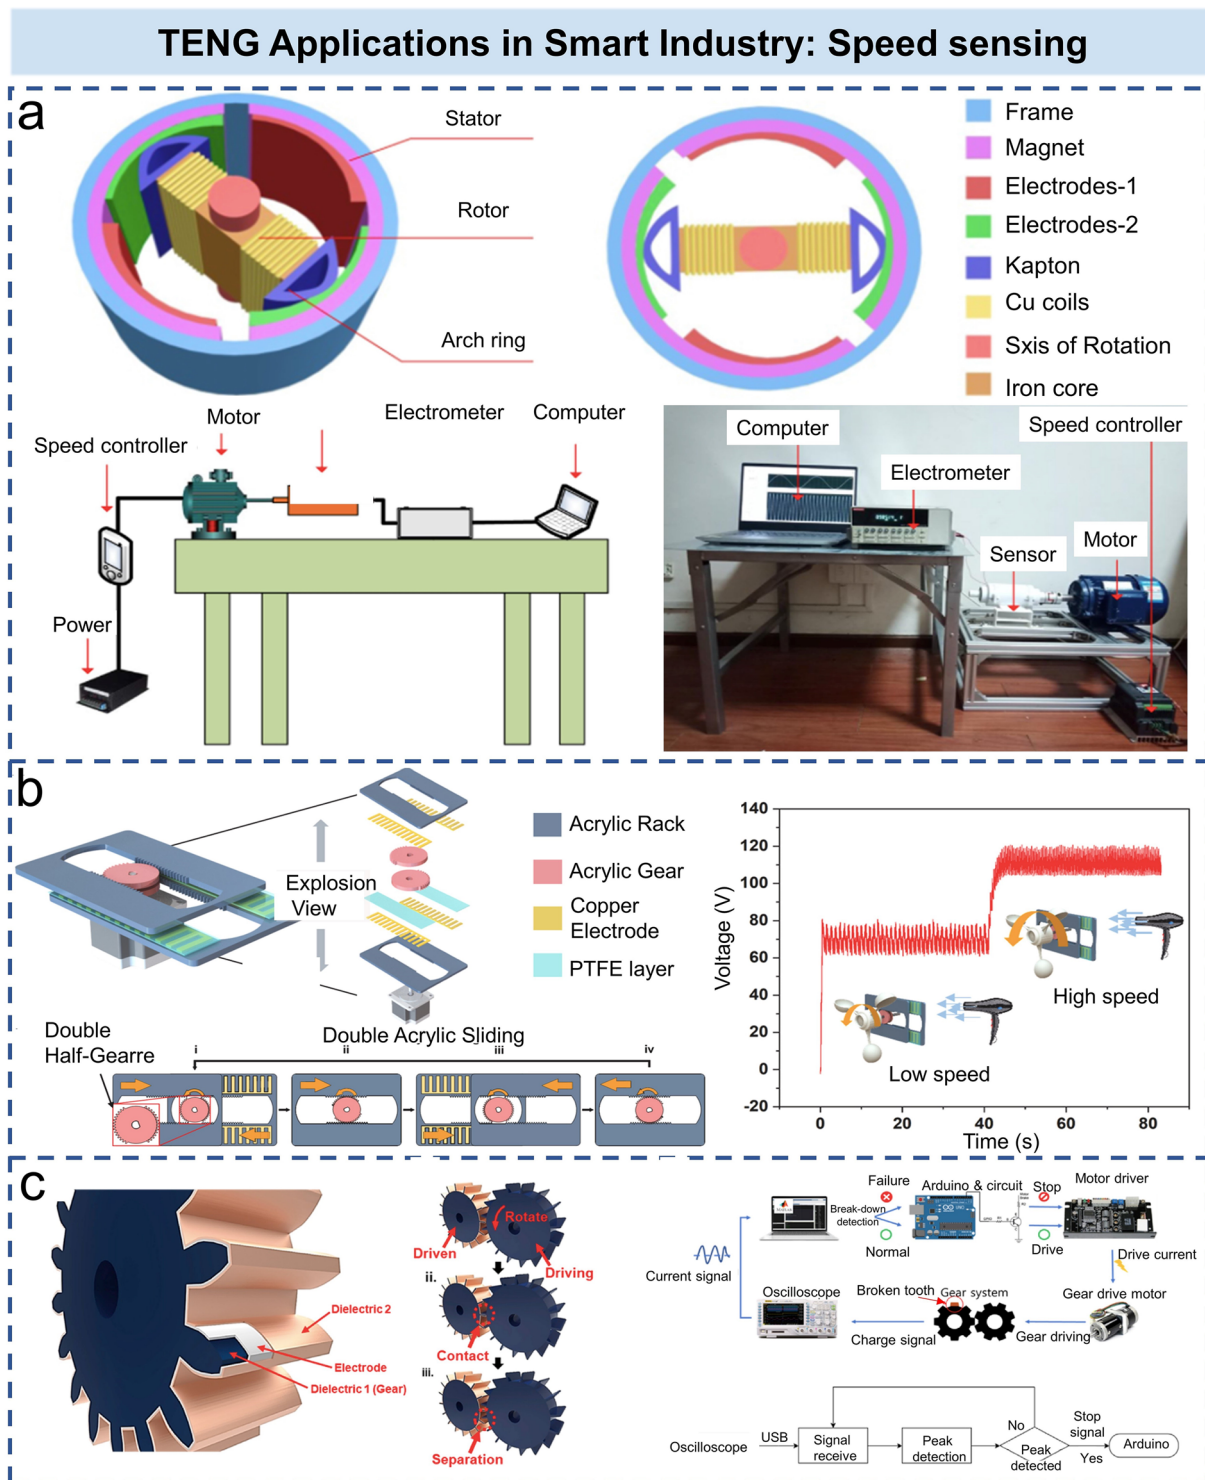 TENG Applications in Smart Industry: Speed sensing
a
Stator
Rotor
Arch ring
Frame
Magnet
Electrodes-1
Electrodes-2
Kapton
Cu coils
Sxis of Rotation
Iron core
Speed controller
Motor
Electrometer
Computer
Power
Computer
Electrometer
Sensor
Motor
Speed controller
b
Explosion
View
Acrylic Rack
Acrylic Gear
Copper
Electrode
PTFE layer
Double
Half-Gearre
Double Acrylic Sliding
i
ii
iii
iv
Voltage (V)
140
120
100
80
60
40
20
0
-20
0
20
40
60
80
Time (s)
Low speed
High speed
c
Dielectric 2
Electrode
Dielectric 1 (Gear)
Rotate
Driven
Driving
ii.
Contact
iii.
Separation
Failure
Break-down
detection
Normal
Arduino & circuit
Stop
Drive
Motor driver
Drive current
Current signal
Oscilloscope
Broken tooth
Gear system
Charge signal
Gear driving
Gear drive motor
Oscilloscope
USB
Signal
receive
Peak
detection
No
Peak
detected
Stop
signal
Yes
Arduino